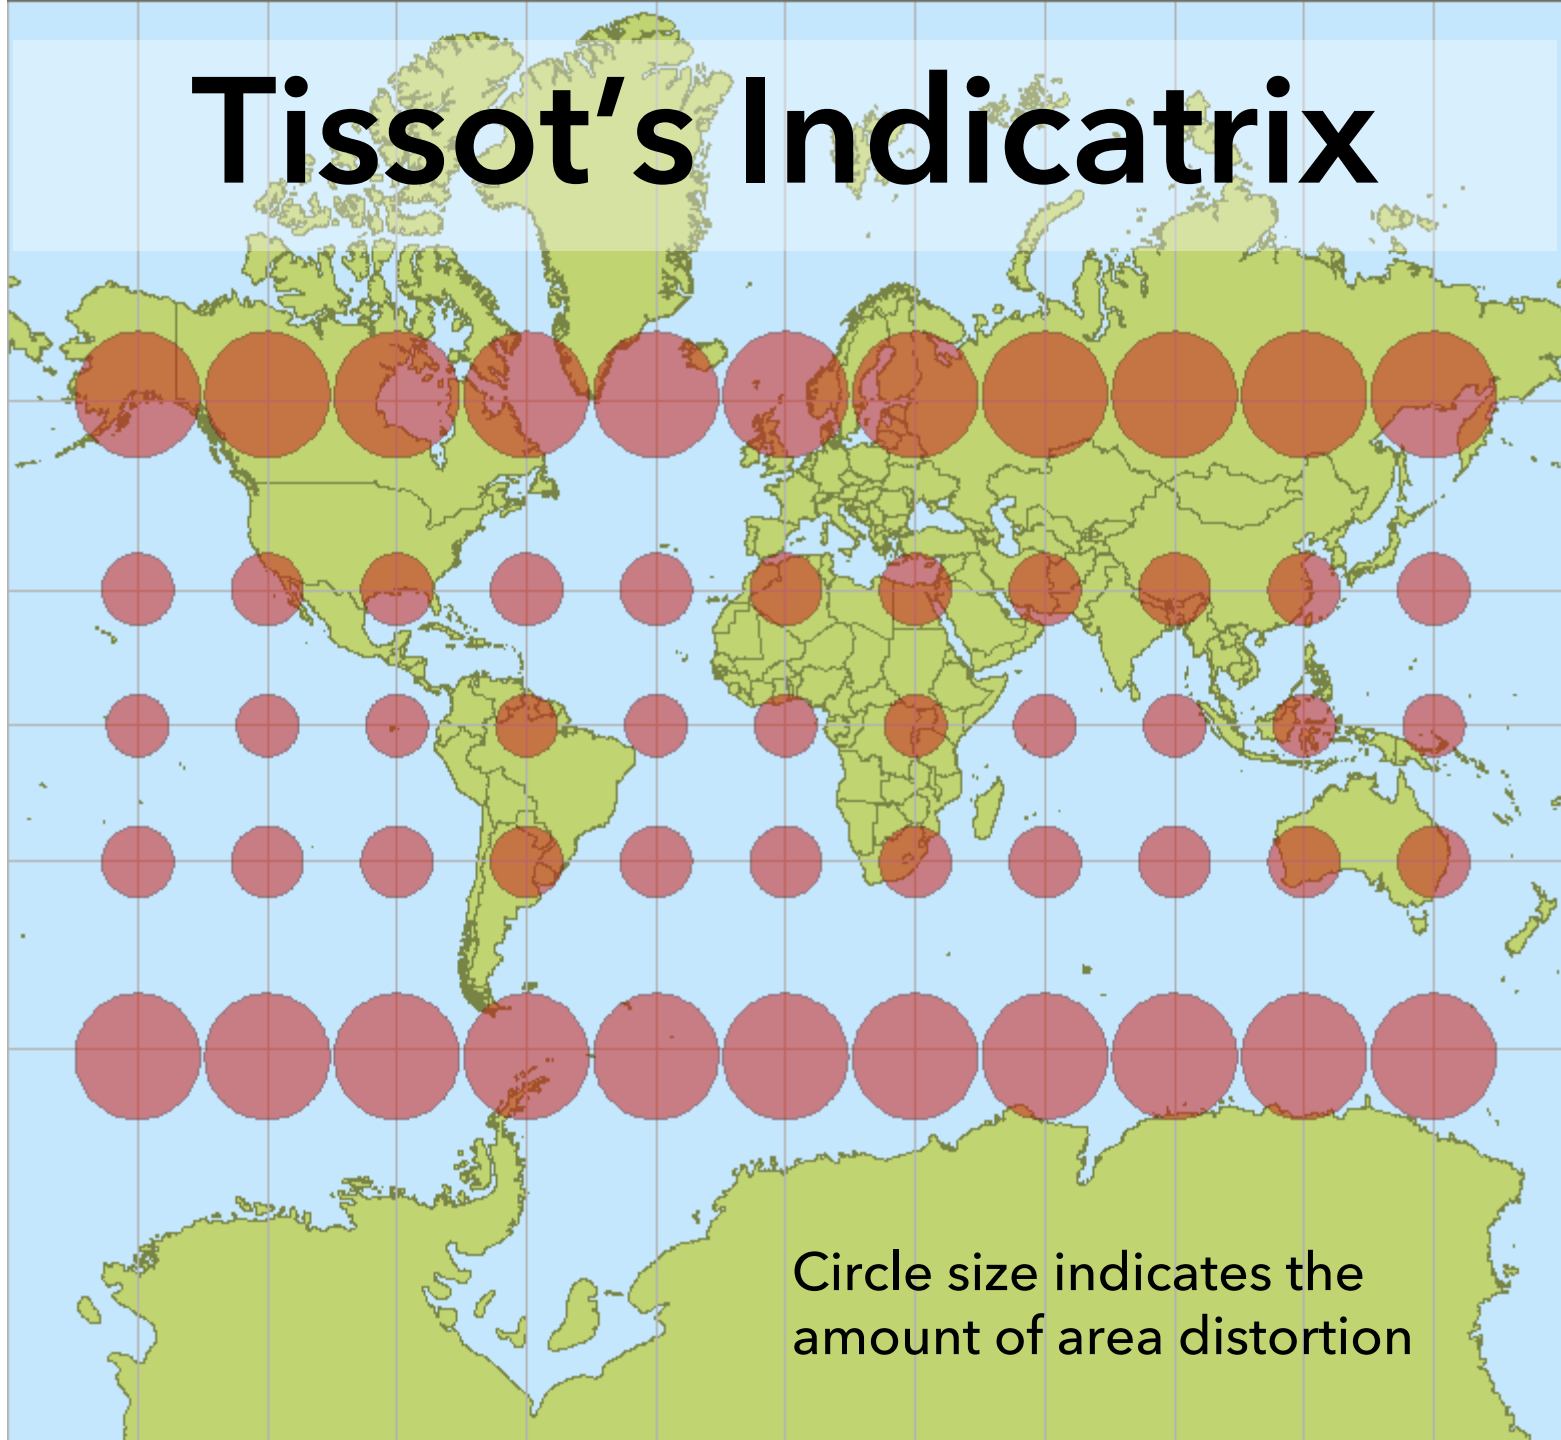 Tissot’s Indicatrix
Circle size indicates the
amount of area distortion